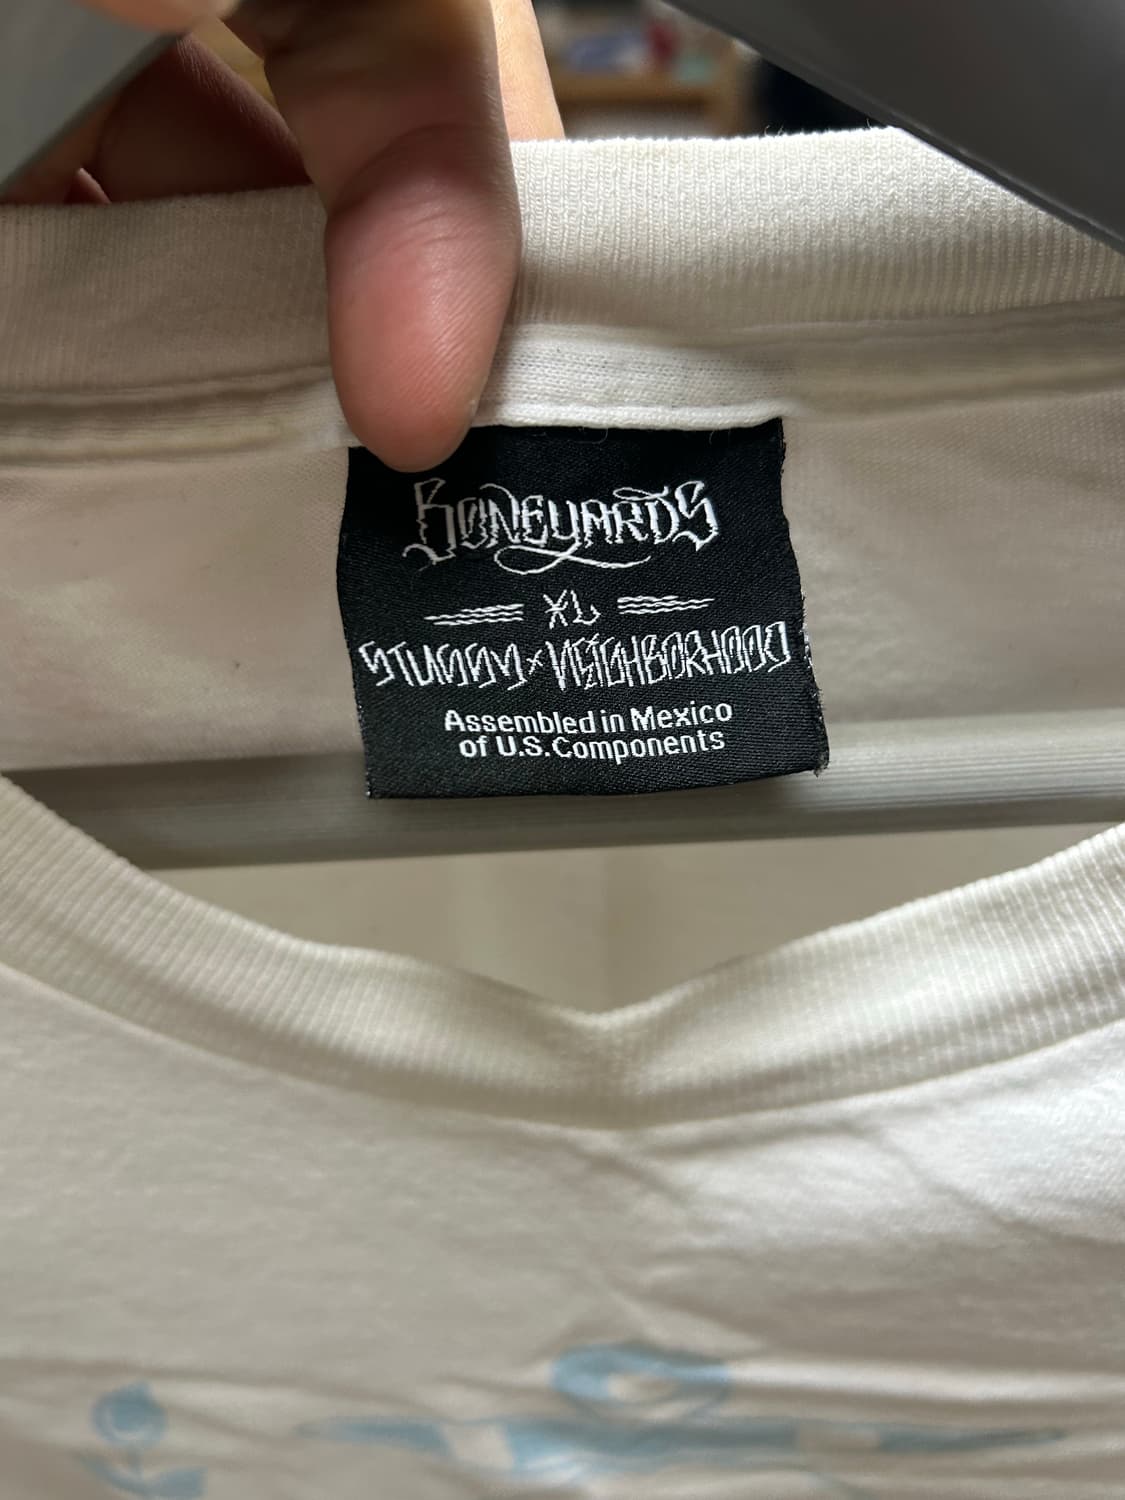 BONEYARDS
XL
STUSSY × NEIGHBORHOOD
Assembled in Mexico
of U.S. Components